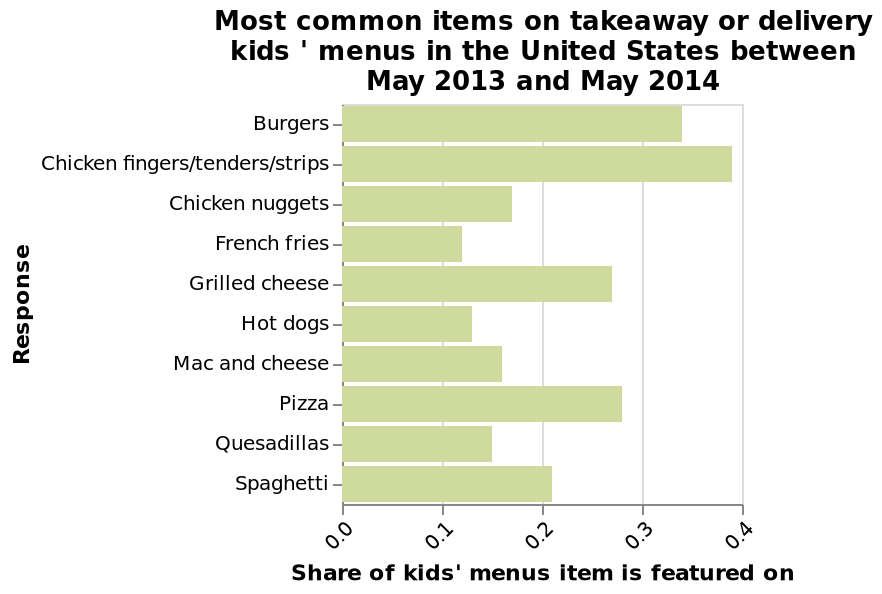 Most common items on takeaway or delivery
kids ' menus in the United States between
May 2013 and May 2014
Response
Burgers
Chicken fingers/tenders/strips
Chicken nuggets
French fries
Grilled cheese
Hot dogs
Mac and cheese
Pizza
Quesadillas
Spaghetti
0.0 0.1 0.2 0.3 0.4
Share of kids' menus item is featured on